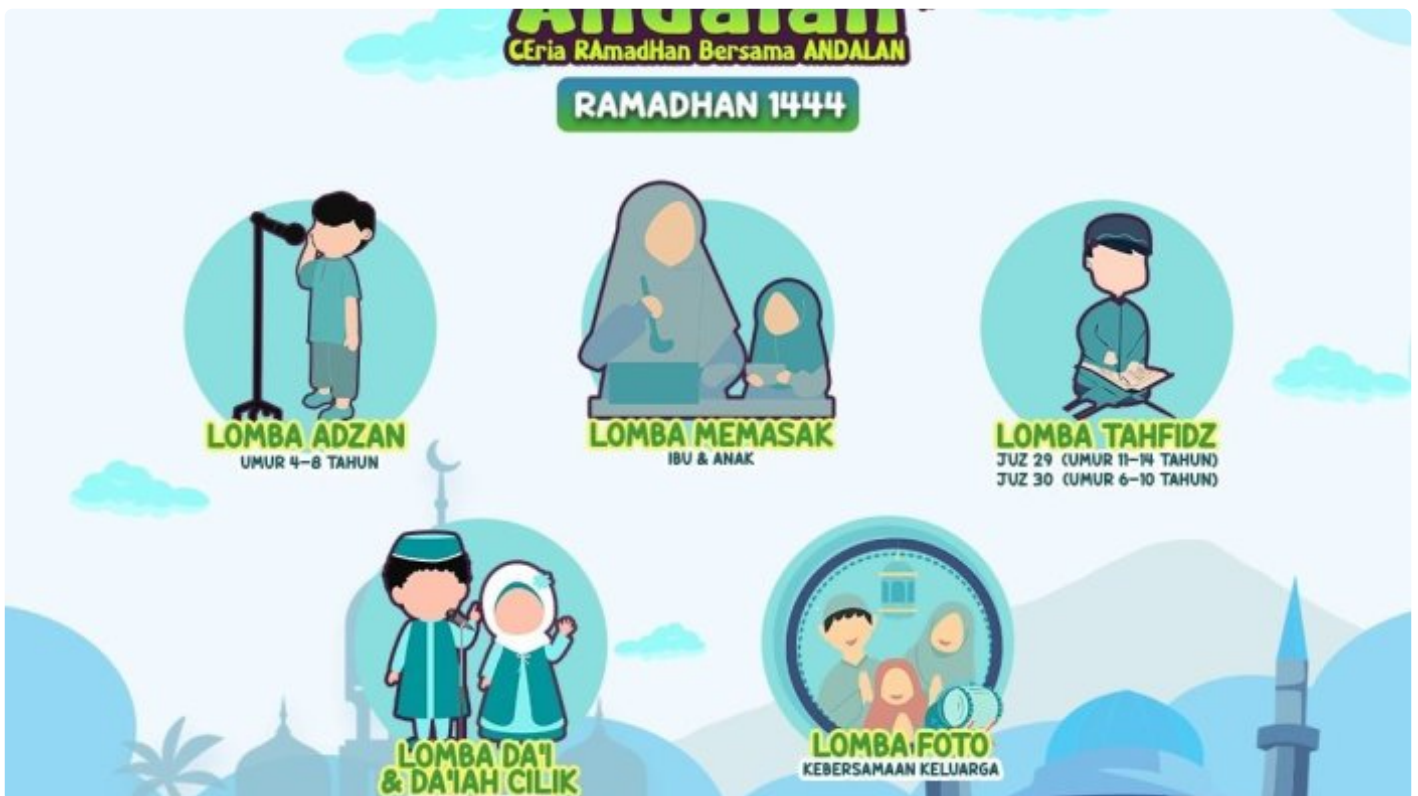 Andalan
CEria RAmadHan Bersama ANDALAN
RAMADHAN 1444
LOMBA ADZAN
UMUR 4-8 TAHUN
LOMBA MEMASAK
IBU & ANAK
LOMBA TAHFIDZ
JUZ 29 (UMUR 11-14 TAHUN)
JUZ 30 (UMUR 6-10 TAHUN)
LOMBA DA'I
& DA'IAH CILIK
LOMBA FOTO
KEBERSAMAAN KELUARGA